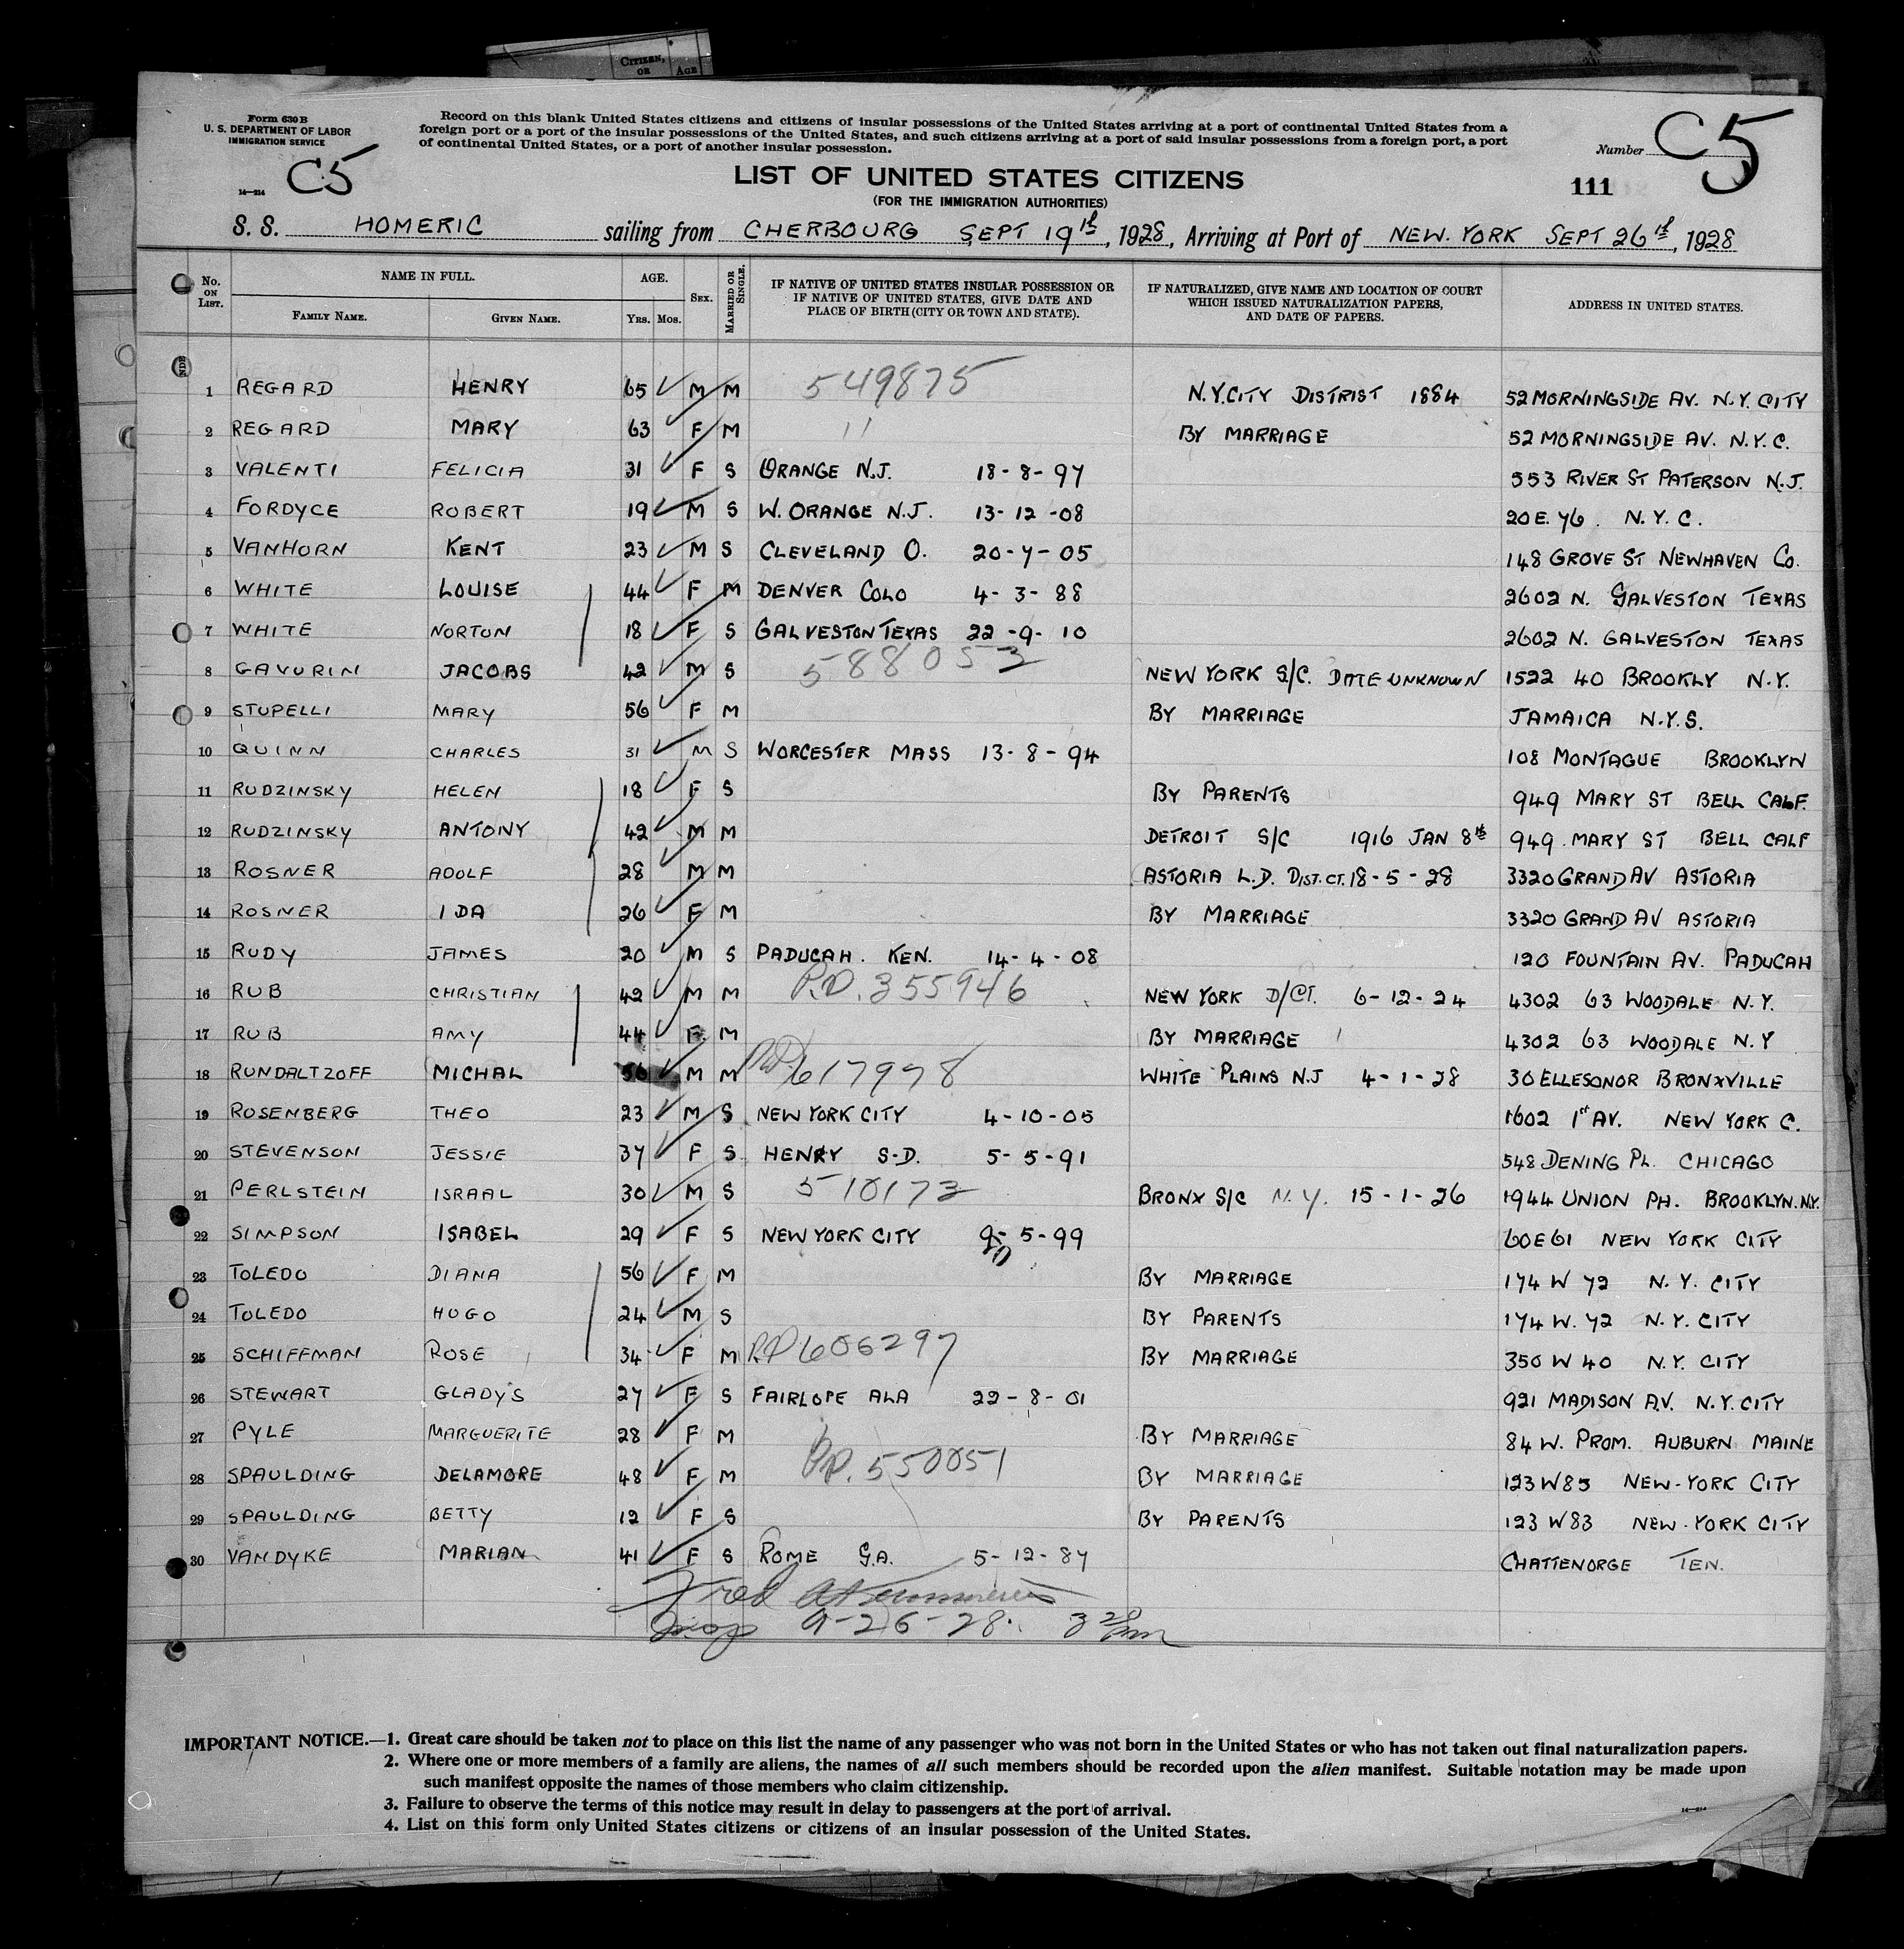 CITIZEN, OR AGE
Form 630 B
U. S. DEPARTMENT OF LABOR
IMMIGRATION SERVICE
14—214
C5
Record on this blank United States citizens and citizens of insular possessions of the United States arriving at a port of continental United States from a
foreign port or a port of the insular possessions of the United States, and such citizens arriving at a port of said insular possessions from a foreign port, a port
of continental United States, or a port of another insular possession.
Number C5
LIST OF UNITED STATES CITIZENS
111
(FOR THE IMMIGRATION AUTHORITIES)
S. S. HOMERIC sailing from CHERBOURG SEPT 19th, 1928, Arriving at Port of NEW. YORK SEPT 26th, 1928
No. ON LIST. NAME IN FULL. FAMILY NAME. GIVEN NAME. AGE. YRS. MOS. SEX. MARRIED OR SINGLE. IF NATIVE OF UNITED STATES INSULAR POSSESSION OR IF NATIVE OF UNITED STATES, GIVE DATE AND PLACE OF BIRTH (CITY OR TOWN AND STATE). IF NATURALIZED, GIVE NAME AND LOCATION OF COURT WHICH ISSUED NATURALIZATION PAPERS, AND DATE OF PAPERS. ADDRESS IN UNITED STATES.
1 REGARD HENRY 65 M M 549875 N.Y.CITY DISTRIST 1884 52 MORNINGSIDE AV. N.Y. CITY
2 REGARD MARY 63 F M 11 BY MARRIAGE 52 MORNINGSIDE AV. N.Y.C.
3 VALENTI FELICIA 31 F S ORANGE N.J. 18-8-97 553 RIVER ST PATERSON N.J.
4 FORDYCE ROBERT 19 M S W. ORANGE N.J. 13-12-08 20 E. 76. N.Y.C.
5 VANHORN KENT 23 M S CLEVELAND O. 20-7-05 148 GROVE ST NEWHAVEN Co.
6 WHITE LOUISE 44 F M DENVER COLO 4-3-88 2602 N. GALVESTON TEXAS
7 WHITE NORTON 18 F S GALVESTON TEXAS 22-9-10 2602 N. GALVESTON TEXAS
8 GAVURIN JACOBS 42 M S 588053 NEW YORK S/C. DATE UNKNOWN 1522 40 BROOKLY N.Y.
9 STUPELLI MARY 56 F M BY MARRIAGE JAMAICA N.Y.S.
10 QUINN CHARLES 31 M S WORCESTER MASS 13-8-94 108 MONTAGUE BROOKLYN
11 RUDZINSKY HELEN 18 F S BY PARENTS 949 MARY ST BELL CALF.
12 RUDZINSKY ANTONY 42 M M DETROIT S/C 1916 JAN 8th 949. MARY ST BELL CALF
13 ROSNER ADOLF 28 M M ASTORIA L.D. DIST.CT. 18-5-28 3320 GRAND AV ASTORIA
14 ROSNER IDA 26 F M BY MARRIAGE 3320 GRAND AV ASTORIA
15 RUDY JAMES 20 M S PADUCAH. KEN. 14-4-08 120 FOUNTAIN AV. PADUCAH
16 RUB CHRISTIAN 42 M M P.P. 355946 NEW YORK D/CT. 6-12-24 4302 63 WOODALE N.Y.
17 RUB AMY 44 F. M BY MARRIAGE 4302 63 WOODALE N.Y
18 RUNDALTZOFF MICHAL 56 M M PP 617978 WHITE PLAINS N.J 4-1-28 30 ELLESONOR BRONXVILLE
19 ROSENBERG THEO 23 M S NEW YORK CITY 4-10-05 1602 1st AV. NEW YORK C.
20 STEVENSON JESSIE 37 F S HENRY S-D. 5-5-91 548 DENING PL. CHICAGO
21 PERLSTEIN ISRAAL 30 M S 510173 BRONX S/C N.Y. 15-1-26 1944 UNION PH. BROOKLYN. N.Y.
22 SIMPSON ISABEL 29 F S NEW YORK CITY 5-99 60 E 61 NEW YORK CITY
23 TOLEDO DIANA 56 F M BY MARRIAGE 174 W 72 N.Y. CITY
24 TOLEDO HUGO 24 M S BY PARENTS 174 W. 72 N.Y. CITY
25 SCHIFFMAN ROSE 34 F M P.P 606297 BY MARRIAGE 350 W 40 N.Y. CITY
26 STEWART GLADYS 27 F S FAIRLOPE ALA 22-8-01 921 MADISON AV. N.Y. CITY
27 PYLE MARGUERITE 28 F M BY MARRIAGE 84 W. PROM. AUBURN MAINE
28 SPAULDING DELAMORE 48 F M P.P. 550051 BY MARRIAGE 123 W 83 NEW-YORK CITY
29 SPAULDING BETTY 12 F S BY PARENTS 123 W 83 NEW-YORK CITY
30 VANDYKE MARIAN 41 F S ROME GA. 5-12-87 CHATTENORGE TEN.
Fred
Insp 9-26-28. 3 20 pm
IMPORTANT NOTICE.—1. Great care should be taken not to place on this list the name of any passenger who was not born in the United States or who has not taken out final naturalization papers.
2. Where one or more members of a family are aliens, the names of all such members should be recorded upon the alien manifest. Suitable notation may be made upon
such manifest opposite the names of those members who claim citizenship.
3. Failure to observe the terms of this notice may result in delay to passengers at the port of arrival.
14—214
4. List on this form only United States citizens or citizens of an insular possession of the United States.